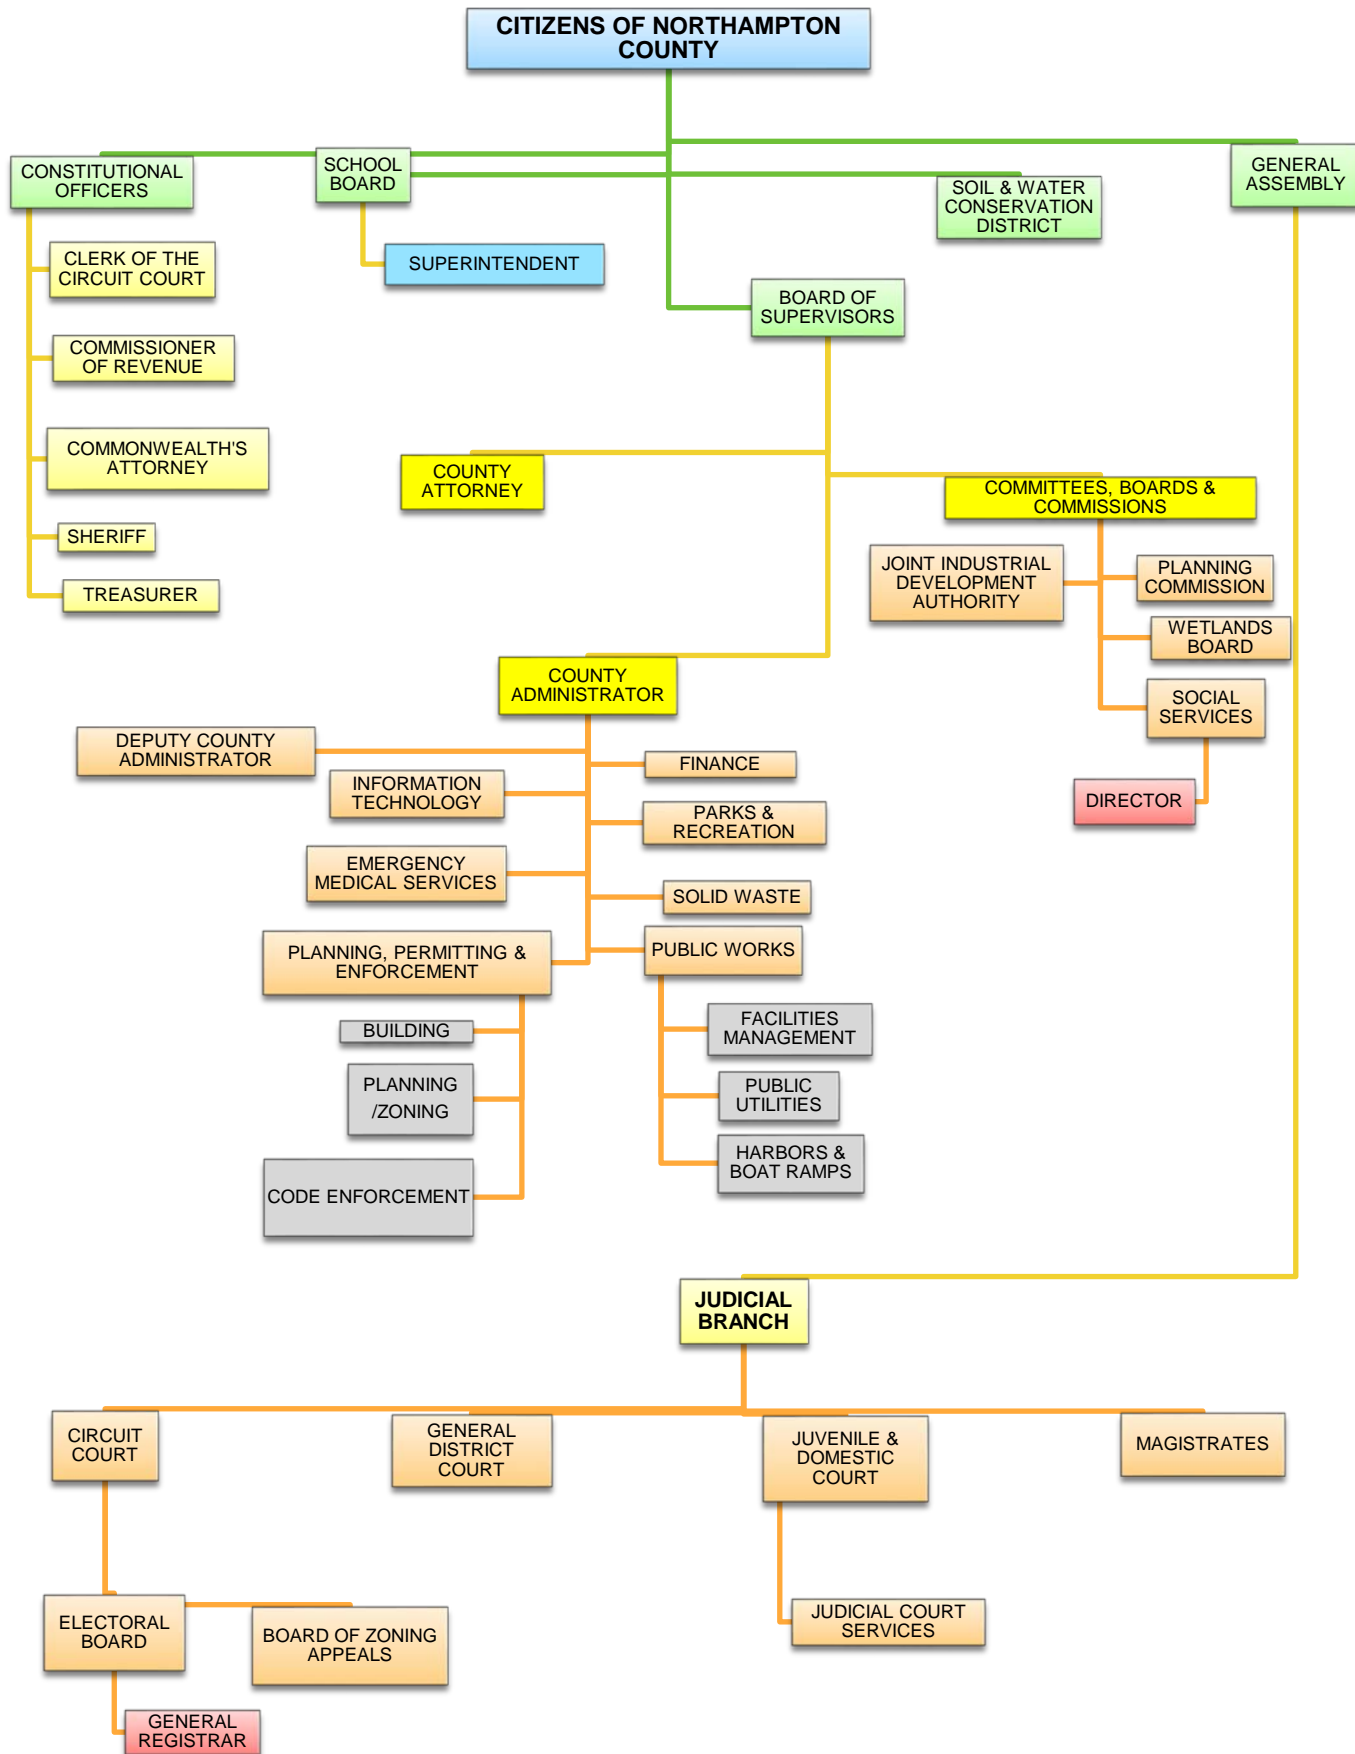 CITIZENS OF NORTHAMPTON
COUNTY
CONSTITUTIONAL
OFFICERS
SCHOOL
BOARD
SOIL & WATER
CONSERVATION
DISTRICT
GENERAL
ASSEMBLY
CLERK OF THE
CIRCUIT COURT
SUPERINTENDENT
BOARD OF
SUPERVISORS
COMMISSIONER
OF REVENUE
COMMONWEALTH'S
ATTORNEY
COUNTY
ATTORNEY
COMMITTEES, BOARDS &
COMMISSIONS
SHERIFF
TREASURER
JOINT INDUSTRIAL
DEVELOPMENT
AUTHORITY
PLANNING
COMMISSION
WETLANDS
BOARD
SOCIAL
SERVICES
DIRECTOR
COUNTY
ADMINISTRATOR
DEPUTY COUNTY
ADMINISTRATOR
FINANCE
INFORMATION
TECHNOLOGY
PARKS &
RECREATION
EMERGENCY
MEDICAL SERVICES
SOLID WASTE
PLANNING, PERMITTING &
ENFORCEMENT
PUBLIC WORKS
BUILDING
PLANNING
/ZONING
CODE ENFORCEMENT
FACILITIES
MANAGEMENT
PUBLIC
UTILITIES
HARBORS &
BOAT RAMPS
JUDICIAL
BRANCH
CIRCUIT
COURT
GENERAL
DISTRICT
COURT
JUVENILE &
DOMESTIC
COURT
MAGISTRATES
ELECTORAL
BOARD
BOARD OF ZONING
APPEALS
JUDICIAL COURT
SERVICES
GENERAL
REGISTRAR